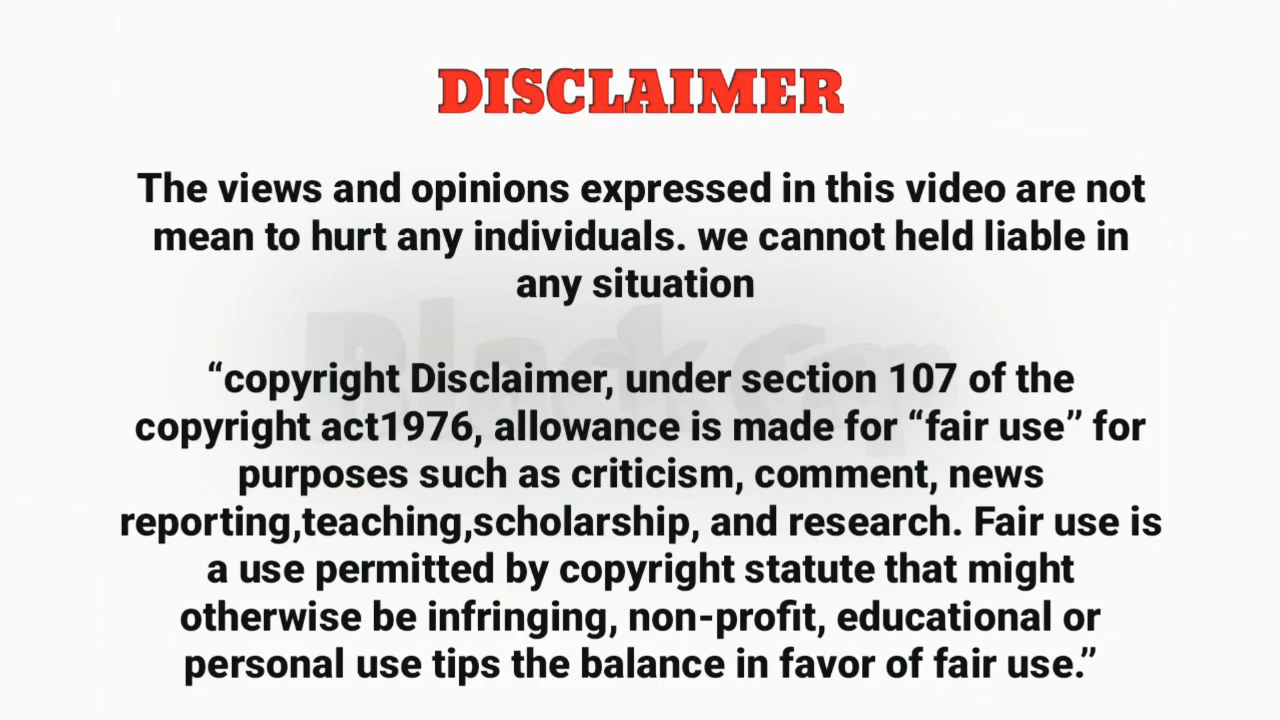 DISCLAIMER
The views and opinions expressed in this video are not
mean to hurt any individuals. we cannot held liable in
any situation
“copyright Disclaimer, under section 107 of the
copyright act1976, allowance is made for “fair use” for
purposes such as criticism, comment, news
reporting,teaching,scholarship, and research. Fair use is
a use permitted by copyright statute that might
otherwise be infringing, non-profit, educational or
personal use tips the balance in favor of fair use.”